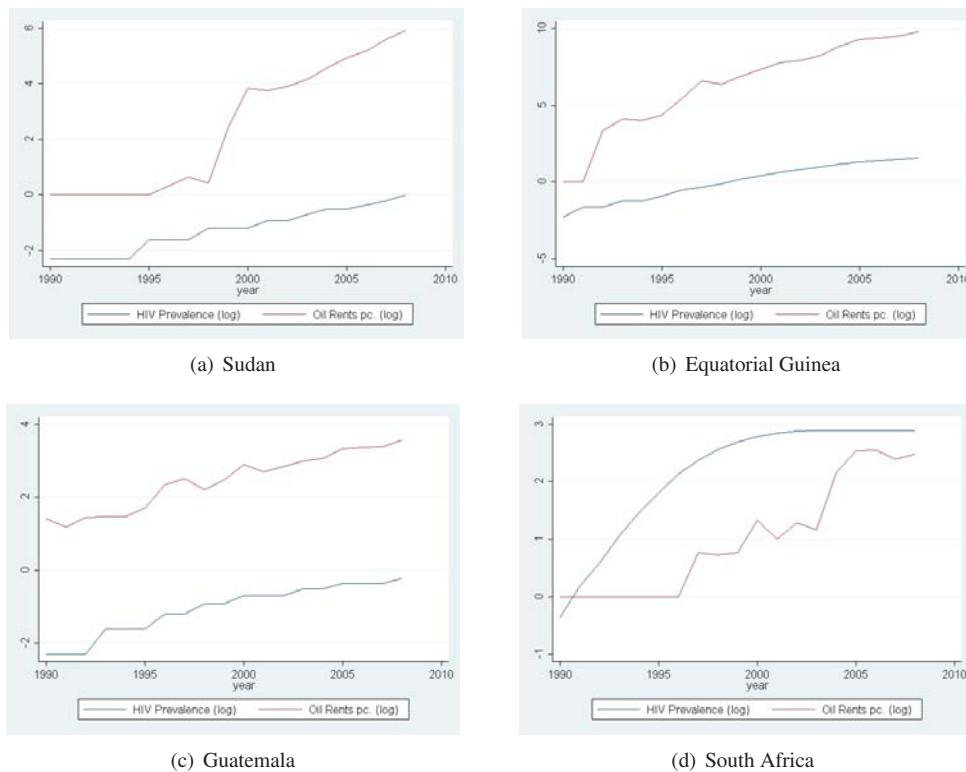 6
4
2
0
-2
1990 1995 2000 2005 2010
year
HIV Prevalence (log) Oil Rents pc. (log)
(a) Sudan
10
5
0
-5
1990 1995 2000 2005 2010
year
HIV Prevalence (log) Oil Rents pc. (log)
(b) Equatorial Guinea
4
2
0
-2
1990 1995 2000 2005 2010
year
HIV Prevalence (log) Oil Rents pc. (log)
(c) Guatemala
3
2
1
0
-1
1990 1995 2000 2005 2010
year
HIV Prevalence (log) Oil Rents pc. (log)
(d) South Africa